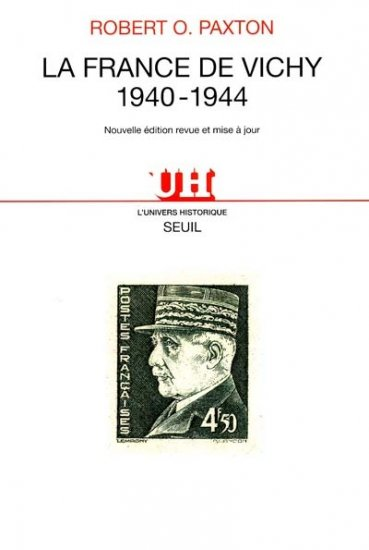 ROBERT O. PAXTON
LA FRANCE DE VICHY
1940-1944
Nouvelle édition revue et mise à jour
UH
L'UNIVERS HISTORIQUE
SEUIL
POSTES FRANÇAISES
4F50
LEMAGNY